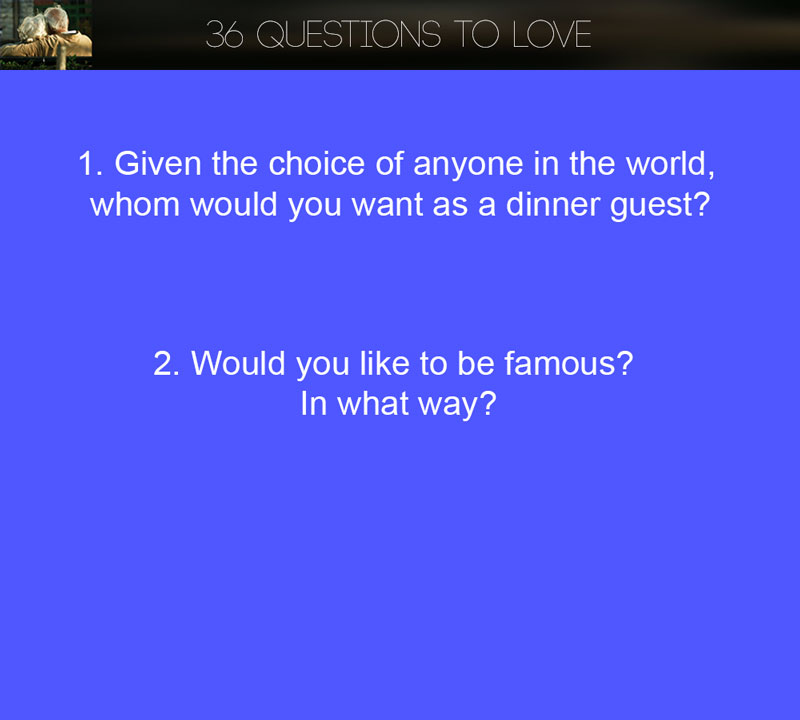 36 QUESTIONS TO LOVE
1. Given the choice of anyone in the world,
whom would you want as a dinner guest?
2. Would you like to be famous?
In what way?